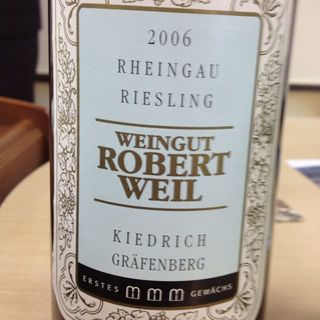 2006
RHEINGAU
RIESLING
WEINGUT
ROBERT
WEIL
KIEDRICH
GRÄFENBERG
ERSTES GEWÄCHS